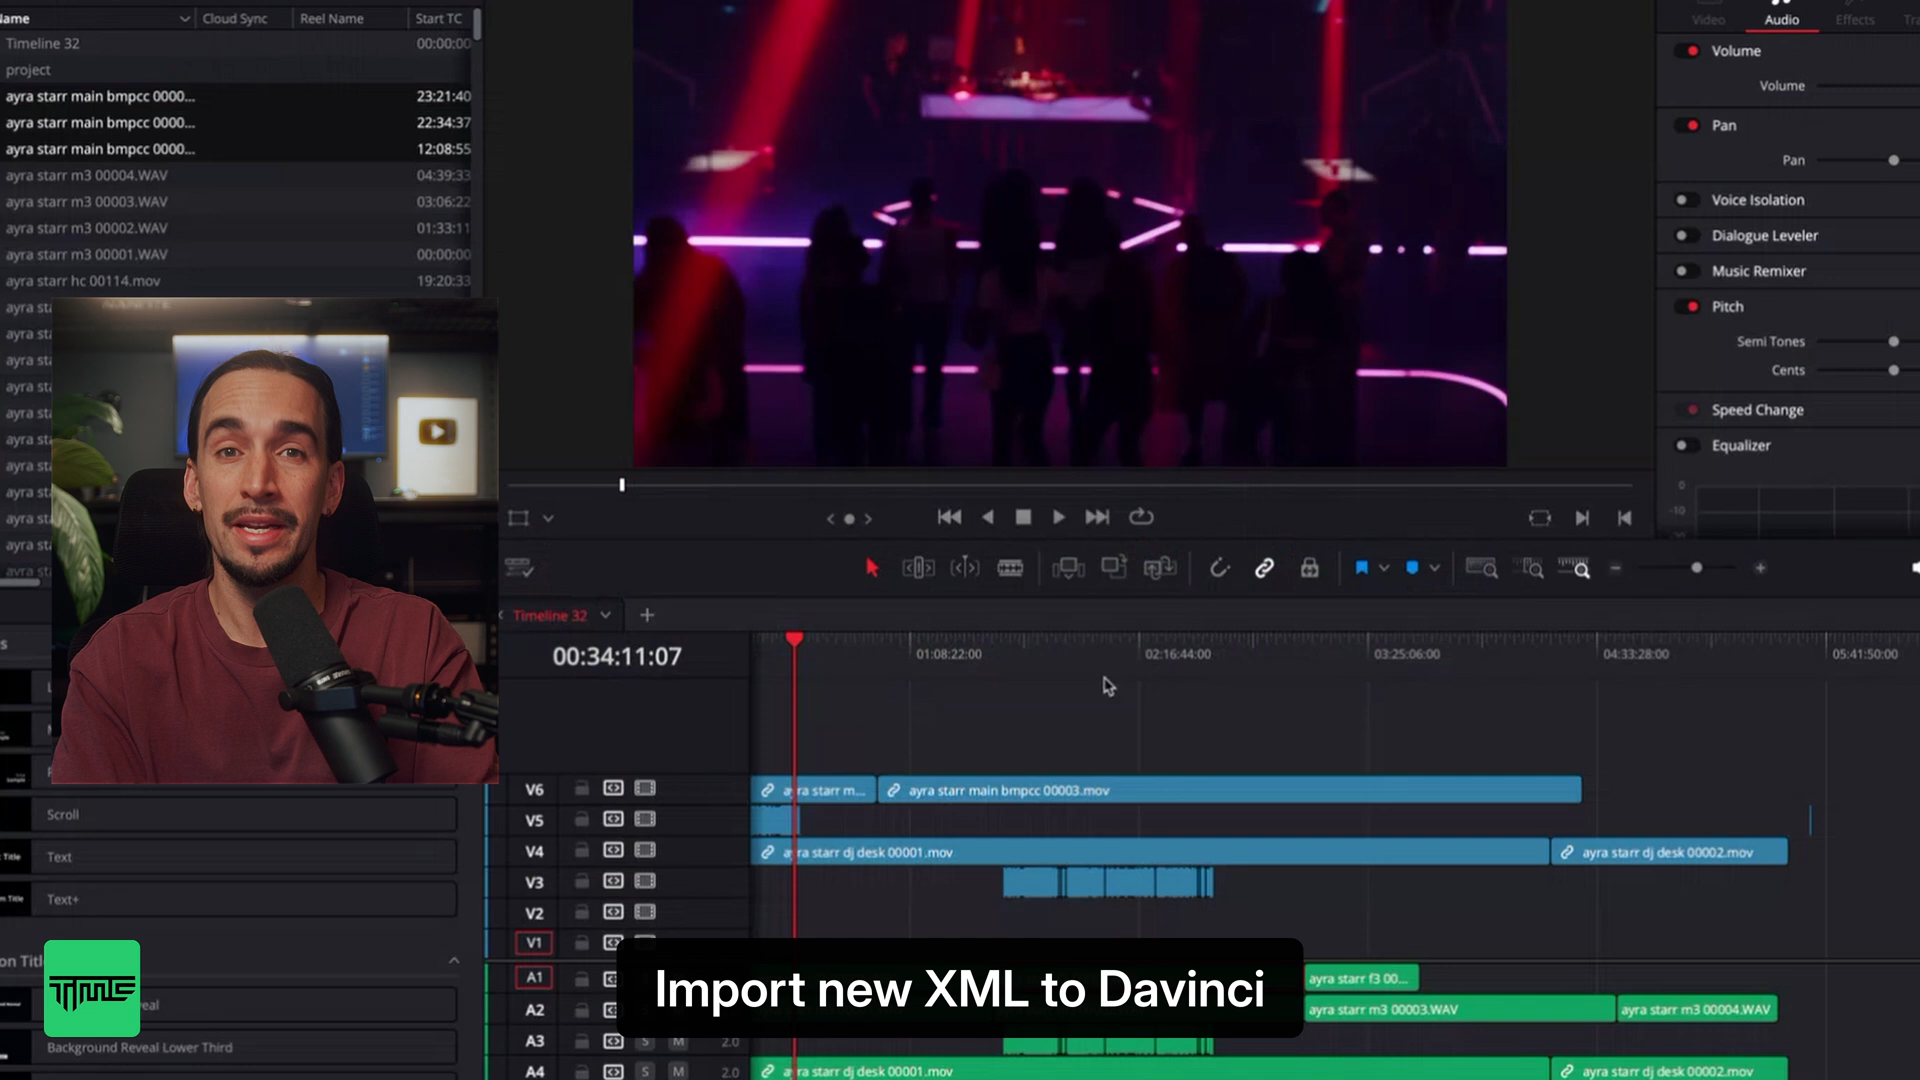 Name Cloud Sync Reel Name Start TC
Timeline 32 00:00:00
project
ayra starr main bmpcc 0000... 23:21:40
ayra starr main bmpcc 0000... 22:34:37
ayra starr main bmpcc 0000... 12:08:55
ayra starr m3 00004.WAV 04:39:33
ayra starr m3 00003.WAV 03:06:22
ayra starr m3 00002.WAV 01:33:11
ayra starr m3 00001.WAV 00:00:00
ayra starr hc 00114.mov 19:20:33
Scroll
Text
Text+
Background Reveal Lower Third
TMS
Video Audio Effects
Volume
Volume
Pan
Pan
Voice Isolation
Dialogue Leveler
Music Remixer
Pitch
Semi Tones
Cents
Speed Change
Equalizer
0
-10
Timeline 32
00:34:11:07
01:08:22:00 02:16:44:00 03:25:06:00 04:33:28:00 05:41:50:00
V6 ayra starr m... ayra starr main bmpcc 00003.mov
V5
V4 ayra starr dj desk 00001.mov ayra starr dj desk 00002.mov
V3
V2
V1
A1 ayra starr f3 00...
A2 ayra starr m3 00003.WAV ayra starr m3 00004.WAV
A3 S M 2.0
A4 S M 2.0 ayra starr dj desk 00001.mov ayra starr dj desk 00002.mov
Import new XML to Davinci